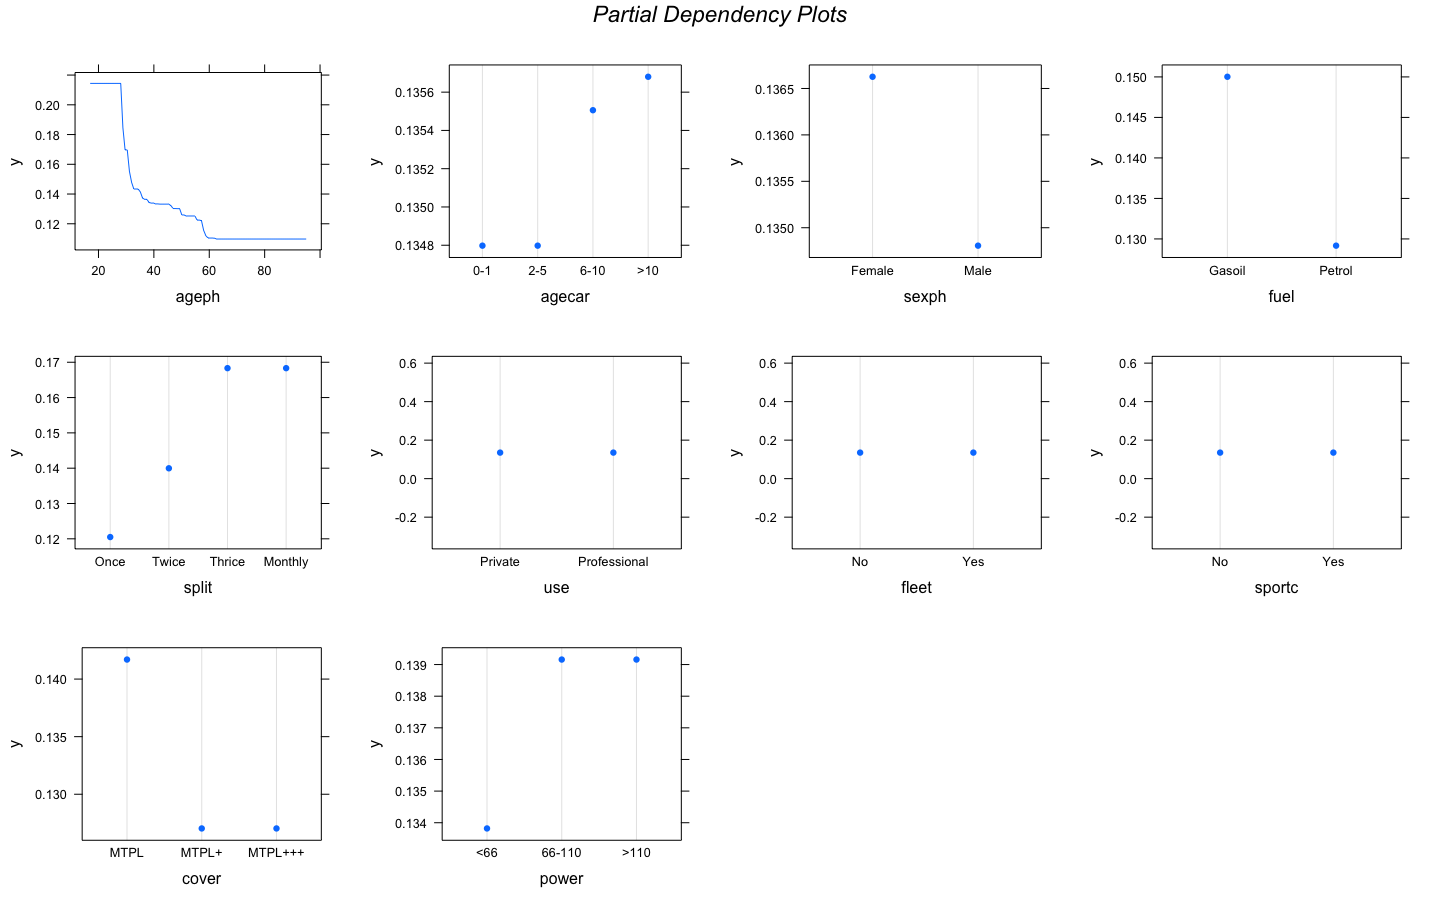 Partial Dependency Plots
y
0.20
0.18
0.16
0.14
0.12
20 40 60 80
ageph
y
0.1356
0.1354
0.1352
0.1350
0.1348
0-1 2-5 6-10 >10
agecar
y
0.1365
0.1360
0.1355
0.1350
Female Male
sexph
y
0.150
0.145
0.140
0.135
0.130
Gasoil Petrol
fuel
y
0.17
0.16
0.15
0.14
0.13
0.12
Once Twice Thrice Monthly
split
y
0.6
0.4
0.2
0.0
-0.2
Private Professional
use
y
0.6
0.4
0.2
0.0
-0.2
No Yes
fleet
y
0.6
0.4
0.2
0.0
-0.2
No Yes
sportc
y
0.140
0.135
0.130
MTPL MTPL+ MTPL+++
cover
y
0.139
0.138
0.137
0.136
0.135
0.134
<66 66-110 >110
power